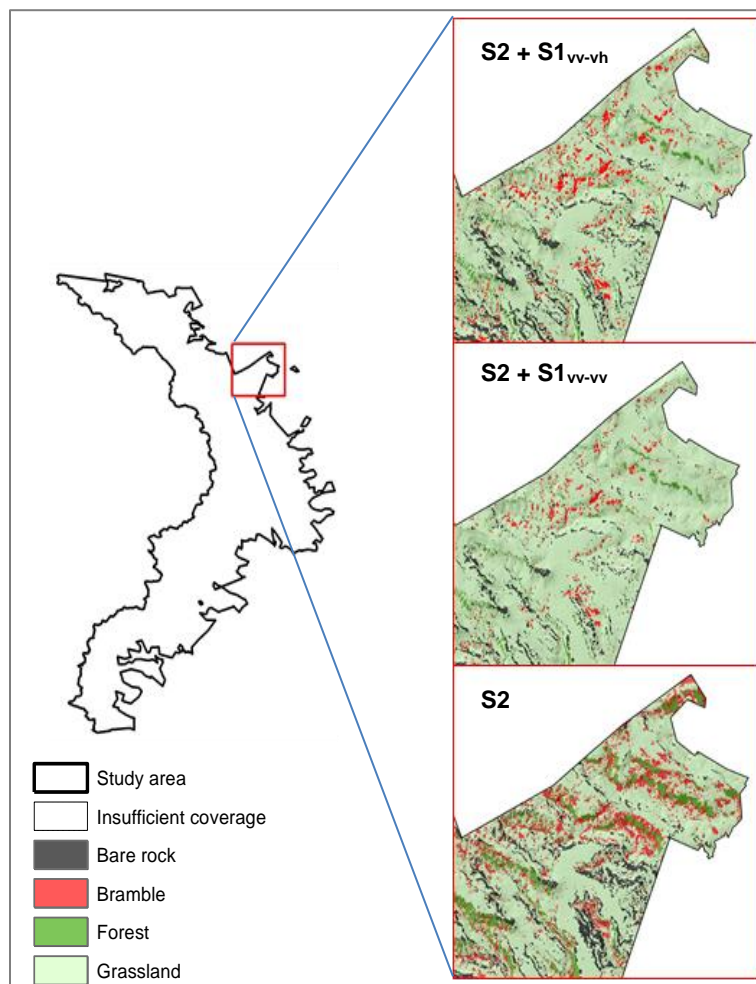 S2 + S1vv-vh
S2 + S1vv-vv
S2
Study area
Insufficient coverage
Bare rock
Bramble
Forest
Grassland